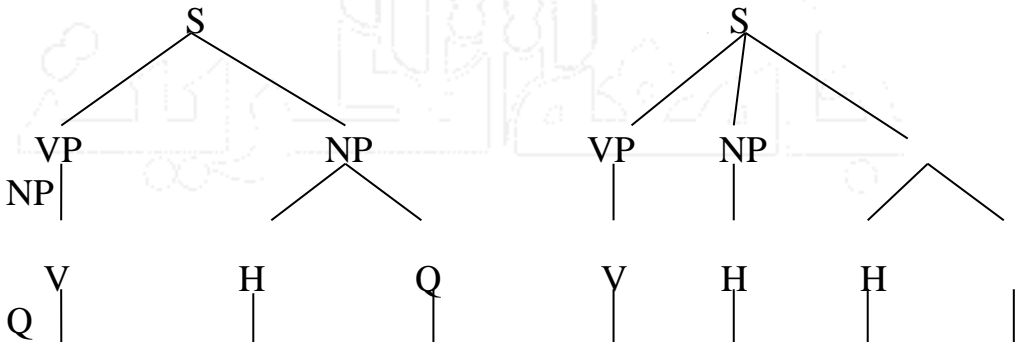 S S
VP NP VP NP
NP
V H Q V H H
Q